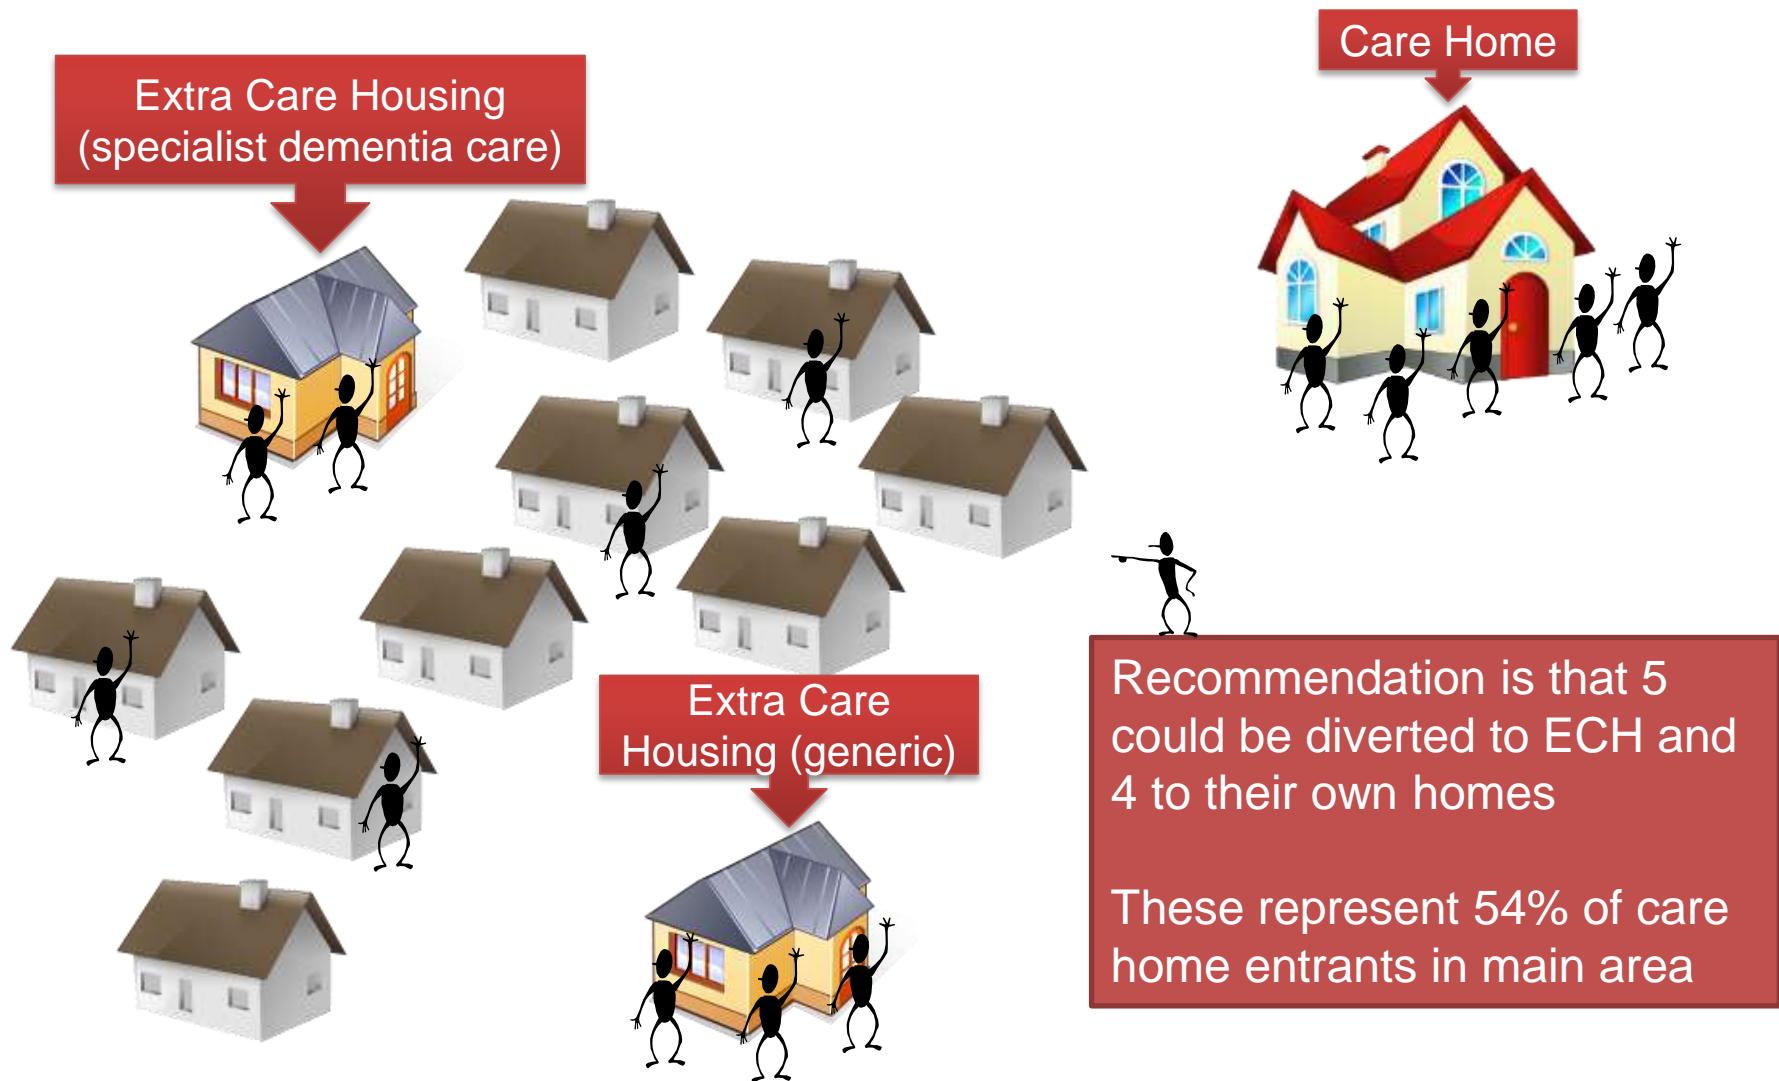 Care Home
Extra Care Housing
(specialist dementia care)
Extra Care
Housing (generic)
Recommendation is that 5
could be diverted to ECH and
4 to their own homes
These represent 54% of care
home entrants in main area